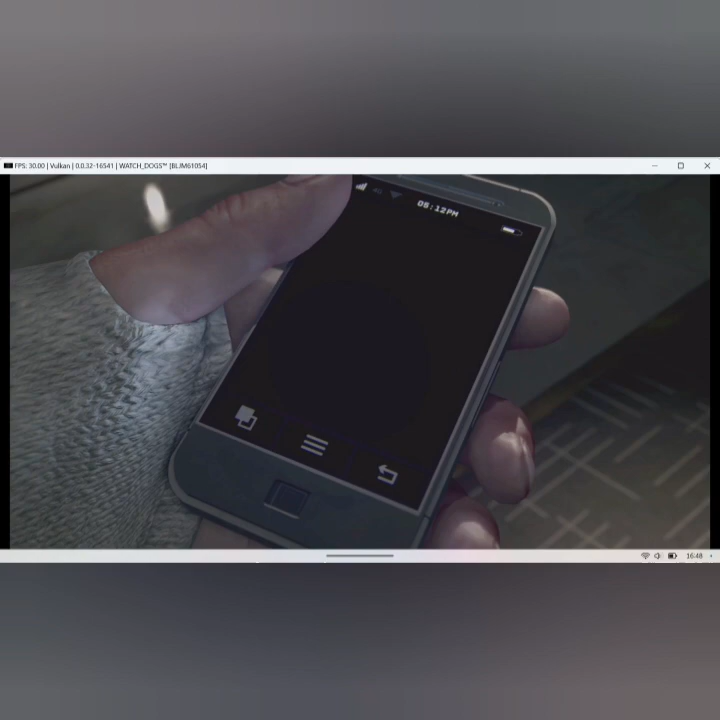 FPS: 30.00 | Vulkan | 0.0.32-16541 | WATCH_DOGS™ [BLJM61054]
05:12PM
16:48